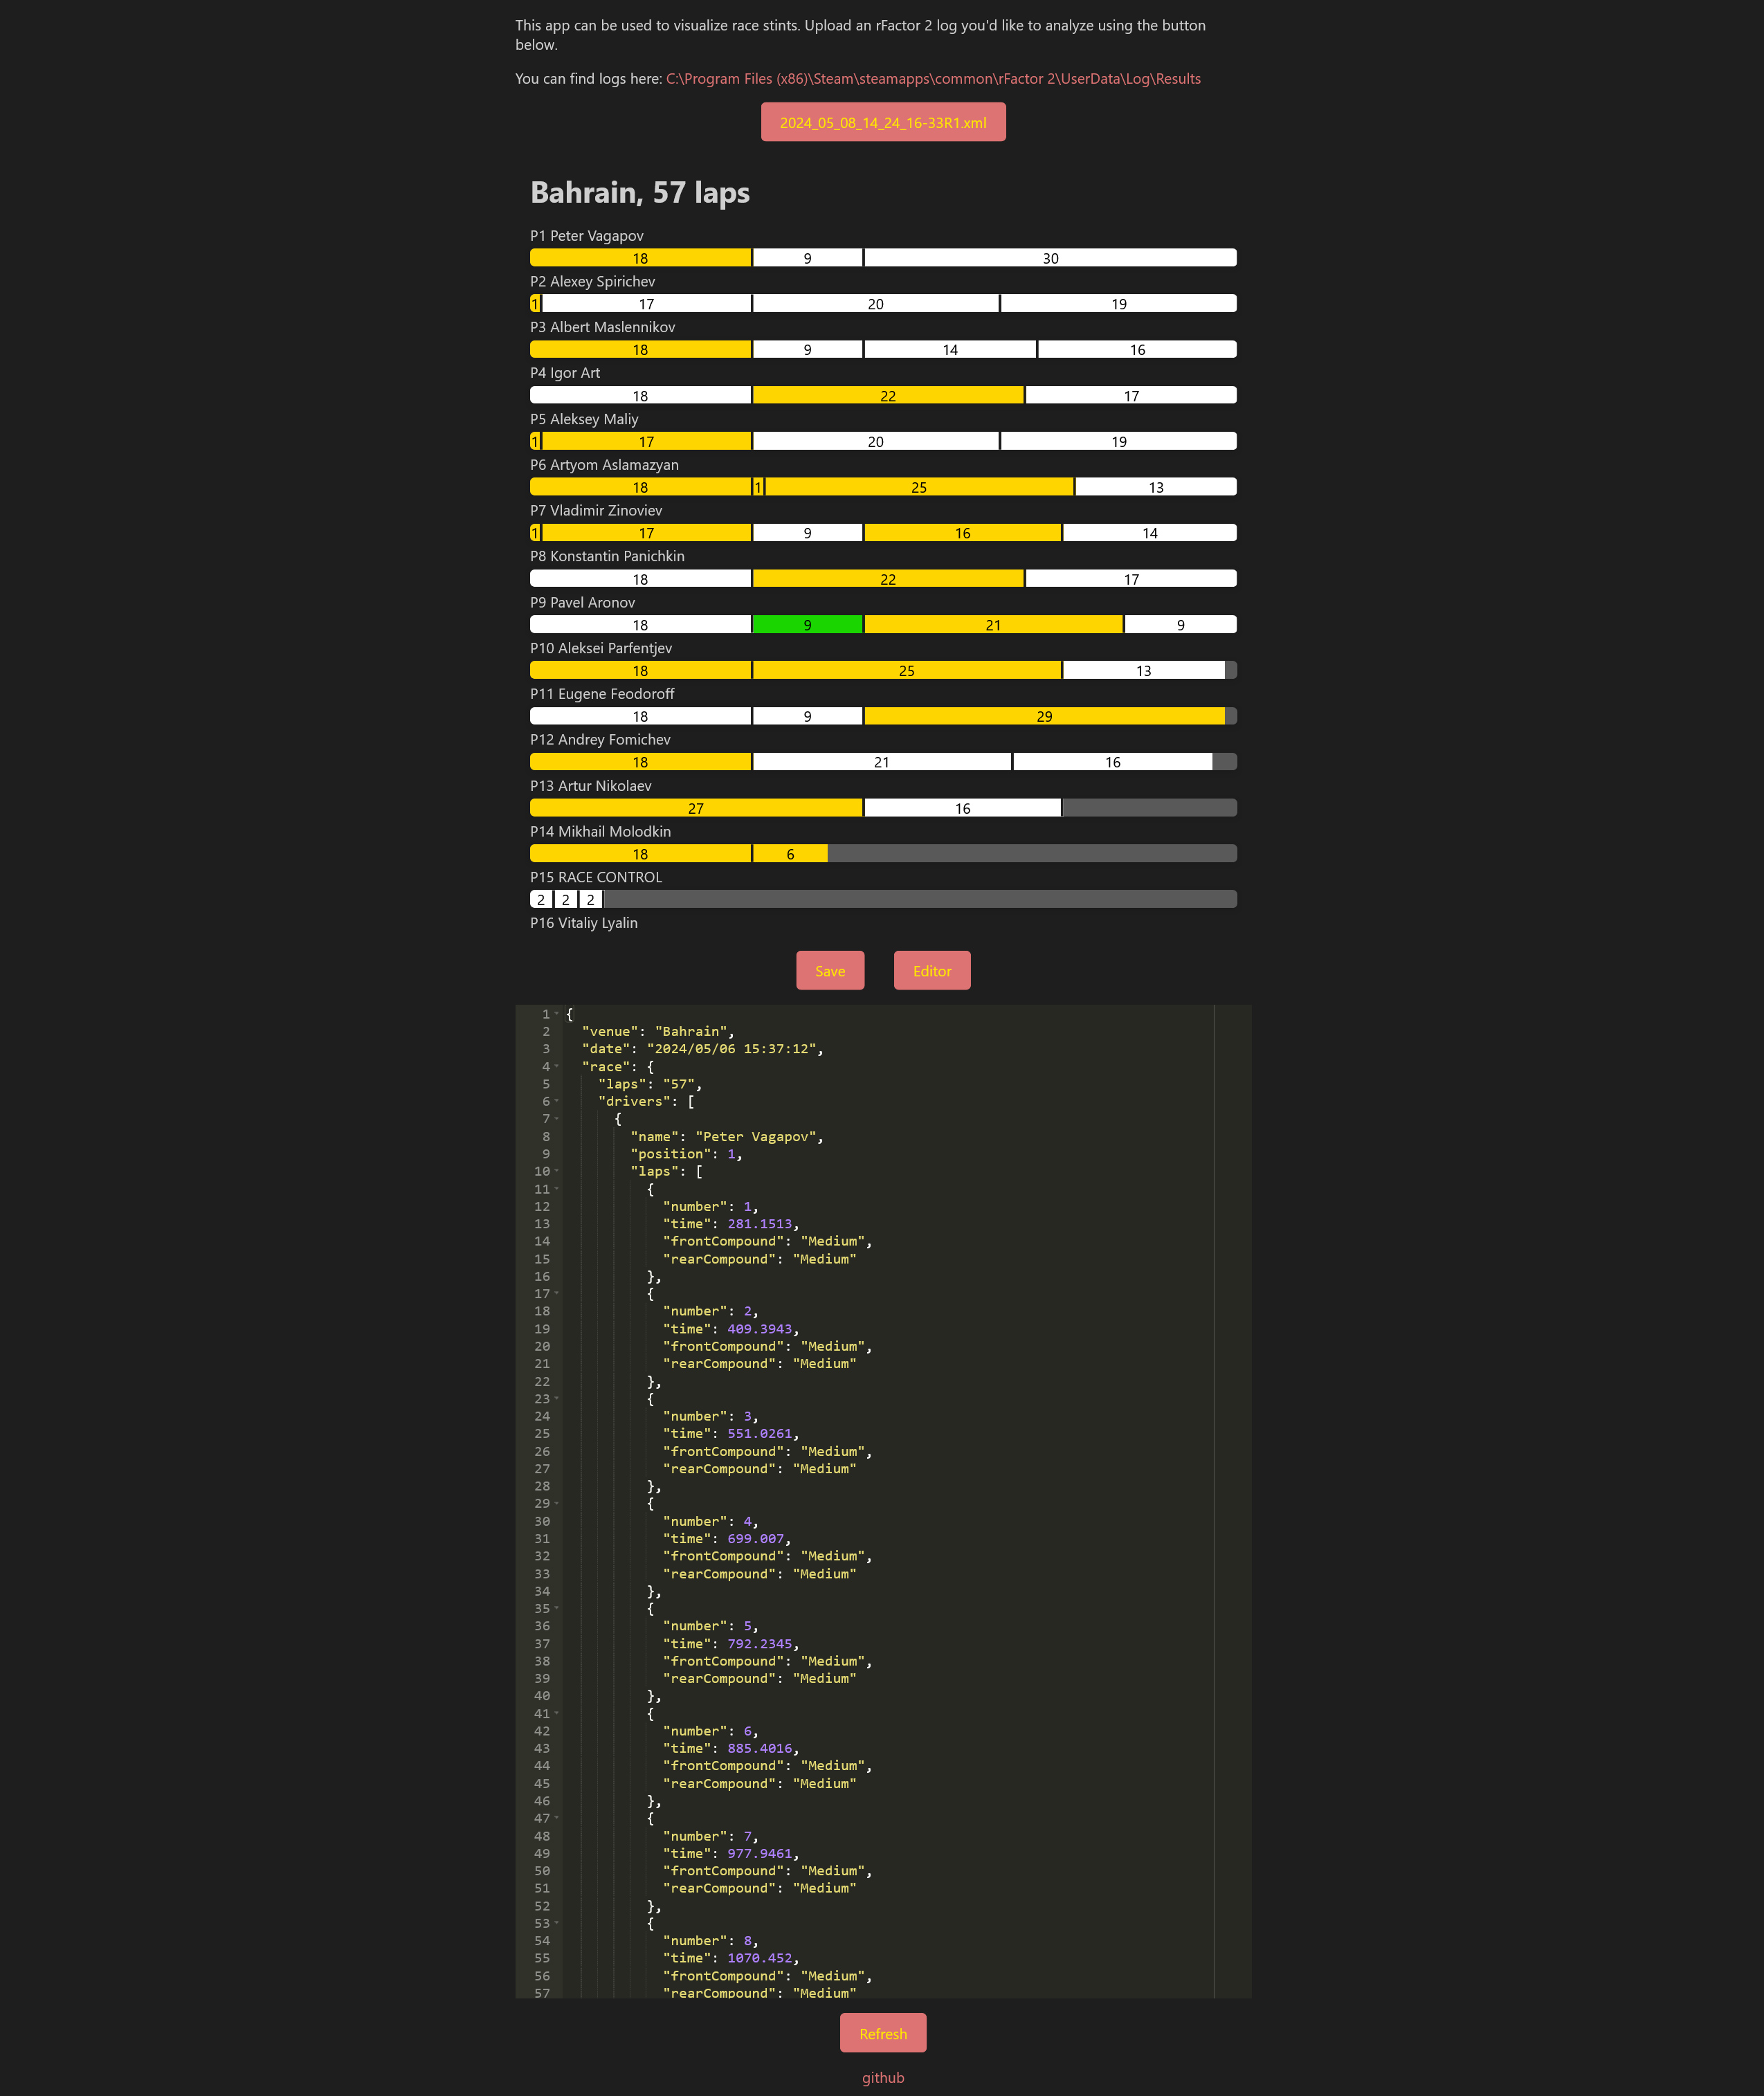 This app can be used to visualize race stints. Upload an rFactor 2 log you'd like to analyze using the button
below.
You can find logs here: C:\Program Files (x86)\Steam\steamapps\common\rFactor 2\UserData\Log\Results
2024_05_08_14_24_16-33R1.xml
Bahrain, 57 laps
P1 Peter Vagapov
18 9 30
P2 Alexey Spirichev
1 17 20 19
P3 Albert Maslennikov
18 9 14 16
P4 Igor Art
18 22 17
P5 Aleksey Maliy
1 17 20 19
P6 Artyom Aslamazyan
18 1 25 13
P7 Vladimir Zinoviev
1 17 9 16 14
P8 Konstantin Panichkin
18 22 17
P9 Pavel Aronov
18 9 21 9
P10 Aleksei Parfentjev
18 25 13
P11 Eugene Feodoroff
18 9 29
P12 Andrey Fomichev
18 21 16
P13 Artur Nikolaev
27 16
P14 Mikhail Molodkin
18 6
P15 RACE CONTROL
2 2 2
P16 Vitaliy Lyalin
Save Editor
1 {
2 "venue": "Bahrain",
3 "date": "2024/05/06 15:37:12",
4 "race": {
5 "laps": "57",
6 "drivers": [
7 {
8 "name": "Peter Vagapov",
9 "position": 1,
10 "laps": [
11 {
12 "number": 1,
13 "time": 281.1513,
14 "frontCompound": "Medium",
15 "rearCompound": "Medium"
16 },
17 {
18 "number": 2,
19 "time": 409.3943,
20 "frontCompound": "Medium",
21 "rearCompound": "Medium"
22 },
23 {
24 "number": 3,
25 "time": 551.0261,
26 "frontCompound": "Medium",
27 "rearCompound": "Medium"
28 },
29 {
30 "number": 4,
31 "time": 699.007,
32 "frontCompound": "Medium",
33 "rearCompound": "Medium"
34 },
35 {
36 "number": 5,
37 "time": 792.2345,
38 "frontCompound": "Medium",
39 "rearCompound": "Medium"
40 },
41 {
42 "number": 6,
43 "time": 885.4016,
44 "frontCompound": "Medium",
45 "rearCompound": "Medium"
46 },
47 {
48 "number": 7,
49 "time": 977.9461,
50 "frontCompound": "Medium",
51 "rearCompound": "Medium"
52 },
53 {
54 "number": 8,
55 "time": 1070.452,
56 "frontCompound": "Medium",
57 "rearCompound": "Medium"
Refresh
github